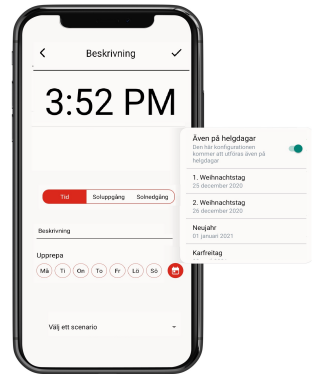 Beskrivning
3:52 PM
Tid
Soluppgång
Solnedgång
Beskrivning
Upprepa
Må Ti On To Fr Lö Sö
Välj ett scenario
Även på helgdagar
Den här konfigurationen
kommer att utföras även på
helgdagar
1. Weihnachtstag
25 december 2020
2. Weihnachtstag
26 december 2020
Neujahr
01 januari 2021
Karfreitag